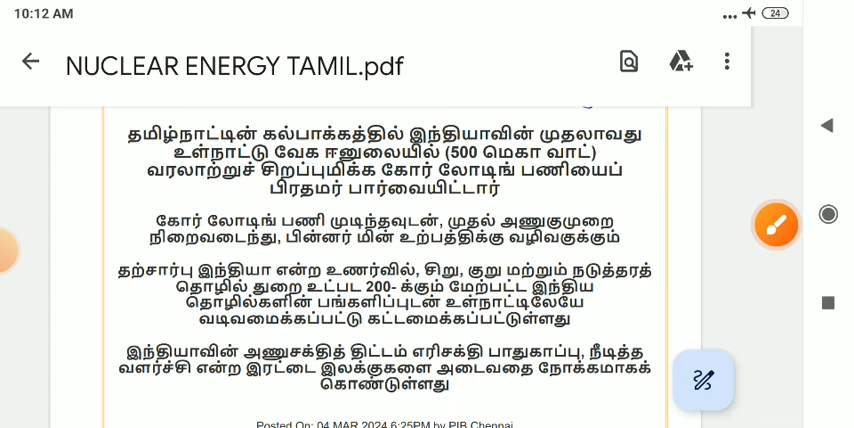 10:12 AM
24
NUCLEAR ENERGY TAMIL.pdf
தமிழ்நாட்டின் கல்பாக்கத்தில் இந்தியாவின் முதலாவது
உள்நாட்டு வேக ஈனுலையில் (500 மெகா வாட்)
வரலாற்றுச் சிறப்புமிக்க கோர் லோடிங் பணியைப்
பிரதமர் பார்வையிட்டார்
கோர் லோடிங் பணி முடிந்தவுடன், முதல் அணுகுமுறை
நிறைவடைந்து, பின்னர் மின் உற்பத்திக்கு வழிவகுக்கும்
தற்சார்பு இந்தியா என்ற உணர்வில், சிறு, குறு மற்றும் நடுத்தரத்
தொழில் துறை உட்பட 200- க்கும் மேற்பட்ட இந்திய
தொழில்களின் பங்களிப்புடன் உள்நாட்டிலேயே
வடிவமைக்கப்பட்டு கட்டமைக்கப்பட்டுள்ளது
இந்தியாவின் அணுசக்தித் திட்டம் எரிசக்தி பாதுகாப்பு, நீடித்த
வளர்ச்சி என்ற இரட்டை இலக்குகளை அடைவதை நோக்கமாகக்
கொண்டுள்ளது
Posted On: 04 MAR 2024 6:25PM by PIB Chennai